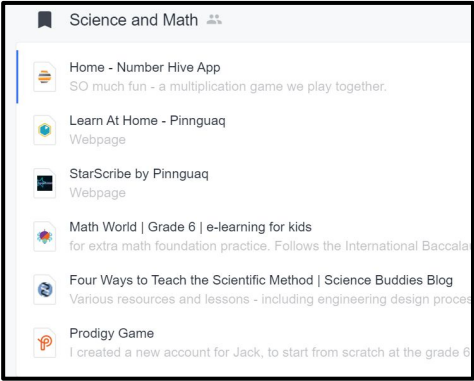 Science and Math
Home - Number Hive App
SO much fun - a multiplication game we play together.
Learn At Home - Pinnguaq
Webpage
StarScribe by Pinnguaq
Webpage
Math World | Grade 6 | e-learning for kids
for extra math foundation practice. Follows the International
Four Ways to Teach the Scientific Method | Science Buddies Blog
Various resources and lessons - including engineering design
Prodigy Game
I created a new account for Jack, to start from scratch at the grade 6